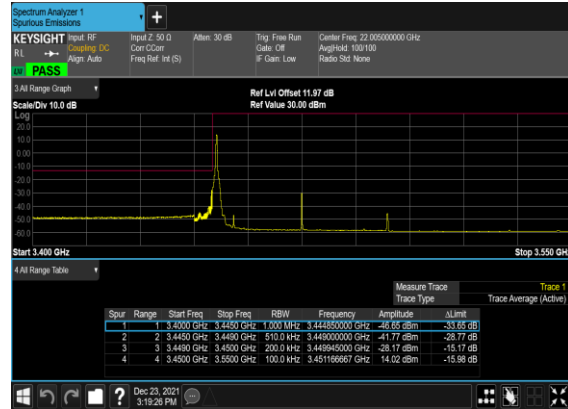 Spectrum Analyzer 1
Spurious Emissions
KEYSIGHT Input: RF Input Z: 50 Ω Atten: 30 dB Trig: Free Run Center Freq: 22.005000000 GHz
RL Coupling: DC Corr CCorr Gate: Off Avg|Hold: 100/100
Align: Auto Freq Ref: Int (S) IF Gain: Low Radio Std: None
PASS
3 All Range Graph
Ref Lvl Offset 11.97 dB
Scale/Div 10.0 dB Ref Value 30.00 dBm
Log
20.0
10.0
0.00
-10.0
-20.0
-30.0
-40.0
-50.0
-60.0
Start 3.400 GHz Stop 3.550 GHz
4 All Range Table
Measure Trace Trace 1
Trace Type Trace Average (Active)
Spur Range Start Freq Stop Freq RBW Frequency Amplitude ΔLimit
1 1 3.4000 GHz 3.4450 GHz 1.000 MHz 3.444850000 GHz -46.65 dBm -33.65 dB
2 2 3.4450 GHz 3.4490 GHz 510.0 kHz 3.449000000 GHz -41.77 dBm -28.77 dB
3 3 3.4490 GHz 3.4500 GHz 200.0 kHz 3.449945000 GHz -28.17 dBm -15.17 dB
4 4 3.4500 GHz 3.5500 GHz 100.0 kHz 3.451166667 GHz 14.02 dBm -15.98 dB
? Dec 23, 2021
3:19:26 PM